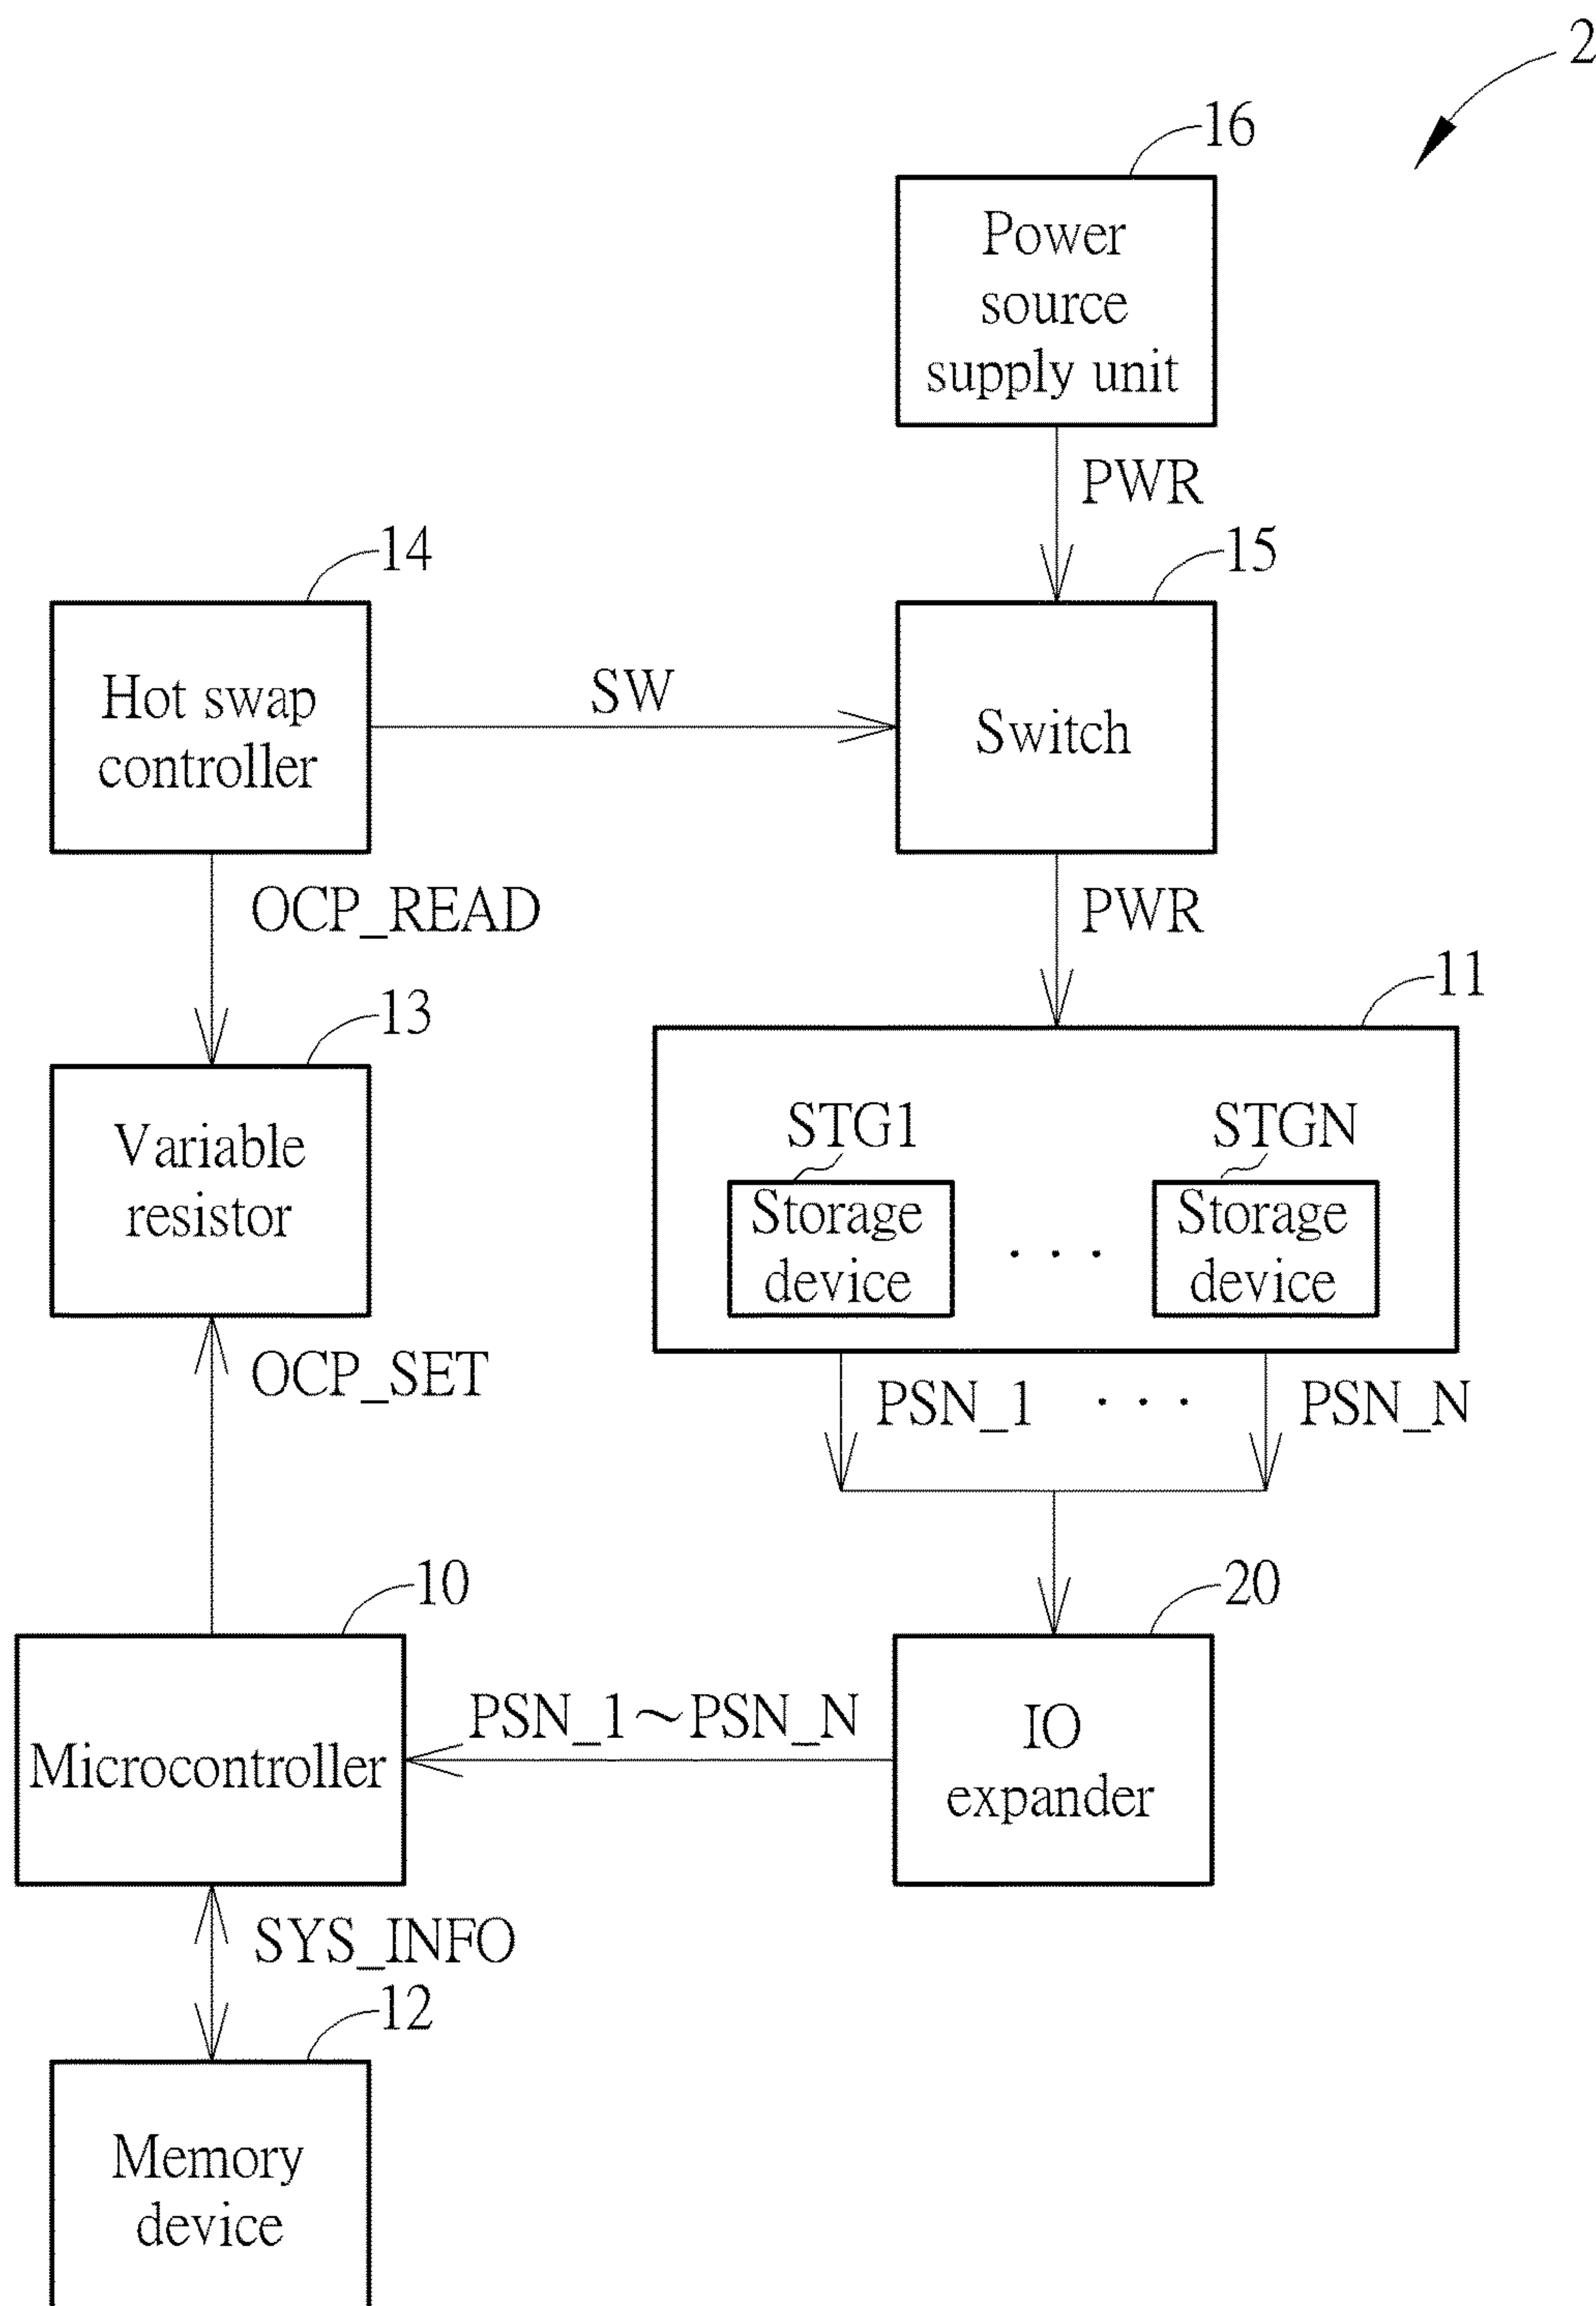 2
16
Power
source
supply unit
PWR
14
15
Hot swap
controller
SW
Switch
OCP_READ
PWR
13
11
Variable
resistor
STG1
STGN
Storage
device
. . .
Storage
device
OCP_SET
PSN_1 . . . PSN_N
10
20
Microcontroller
PSN_1~PSN_N
IO
expander
SYS_INFO
12
Memory
device